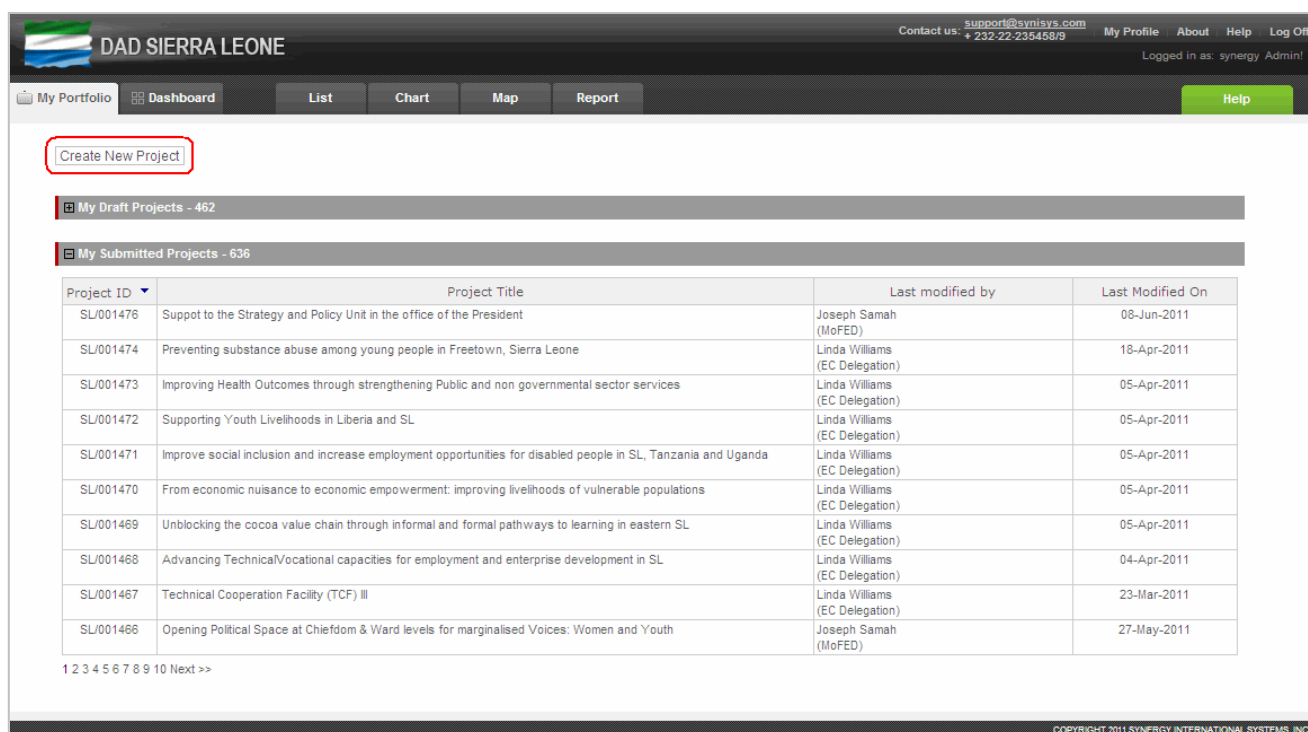 Contact us: support@synisys.com
+ 232-22-235458/9
My Profile About Help Log Off
DAD SIERRA LEONE
Logged in as: synergy Admin!
My Portfolio Dashboard List Chart Map Report Help
Create New Project
My Draft Projects - 462
My Submitted Projects - 636
Project ID Project Title Last modified by Last Modified On
SL/001476 Suppot to the Strategy and Policy Unit in the office of the President Joseph Samah 08-Jun-2011
(MoFED)
SL/001474 Preventing substance abuse among young people in Freetown, Sierra Leone Linda Williams 18-Apr-2011
(EC Delegation)
SL/001473 Improving Health Outcomes through strengthening Public and non governmental sector services Linda Williams 05-Apr-2011
(EC Delegation)
SL/001472 Supporting Youth Livelihoods in Liberia and SL Linda Williams 05-Apr-2011
(EC Delegation)
SL/001471 Improve social inclusion and increase employment opportunities for disabled people in SL, Tanzania and Uganda Linda Williams 05-Apr-2011
(EC Delegation)
SL/001470 From economic nuisance to economic empowerment: improving livelihoods of vulnerable populations Linda Williams 05-Apr-2011
(EC Delegation)
SL/001469 Unblocking the cocoa value chain through informal and formal pathways to learning in eastern SL Linda Williams 05-Apr-2011
(EC Delegation)
SL/001468 Advancing Technical/Vocational capacities for employment and enterprise development in SL Linda Williams 04-Apr-2011
(EC Delegation)
SL/001467 Technical Cooperation Facility (TCF) III Linda Williams 23-Mar-2011
(EC Delegation)
SL/001466 Opening Political Space at Chiefdom & Ward levels for marginalised Voices: Women and Youth Joseph Samah 27-May-2011
(MoFED)
1 2 3 4 5 6 7 8 9 10 Next >>
COPYRIGHT 2011 SYNERGY INTERNATIONAL SYSTEMS, INC